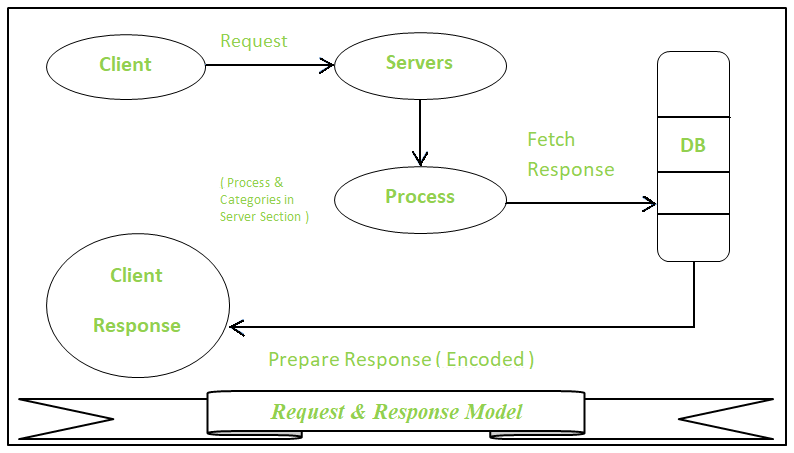 Request
Client
Servers
Fetch
Response
DB
( Process &
Categories in
Server Section )
Process
Client
Response
Prepare Response ( Encoded )
Request & Response Model